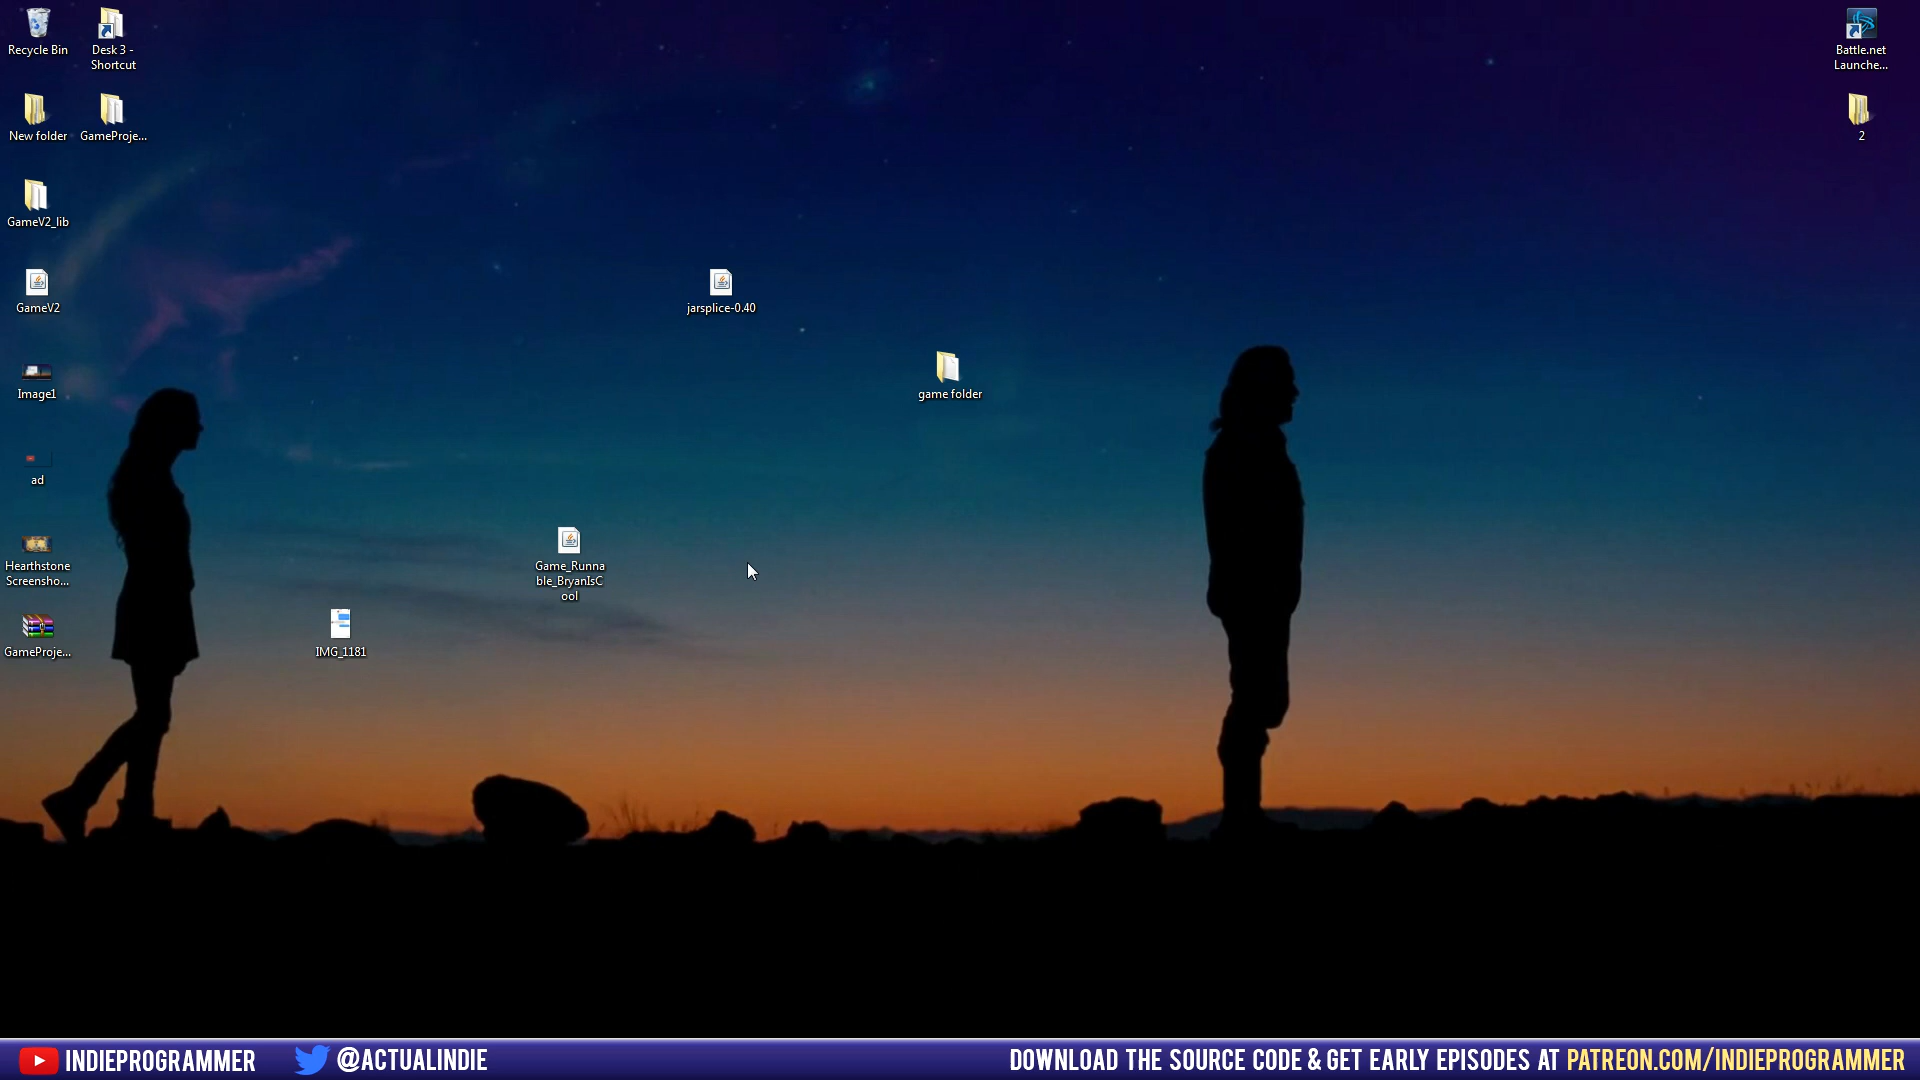 Recycle Bin
Desk 3 -
Shortcut
Battle.net
Launche...
New folder
GameProje...
2
GameV2_lib
GameV2
jarsplice-0.40
Image1
game folder
ad
Hearthstone
Screensho...
Game_Runna
ble_BryanIsC
ool
GameProje...
IMG_1181
INDIEPROGRAMMER
@ACTUALINDIE
DOWNLOAD THE SOURCE CODE & GET EARLY EPISODES AT PATREON.COM/INDIEPROGRAMMER